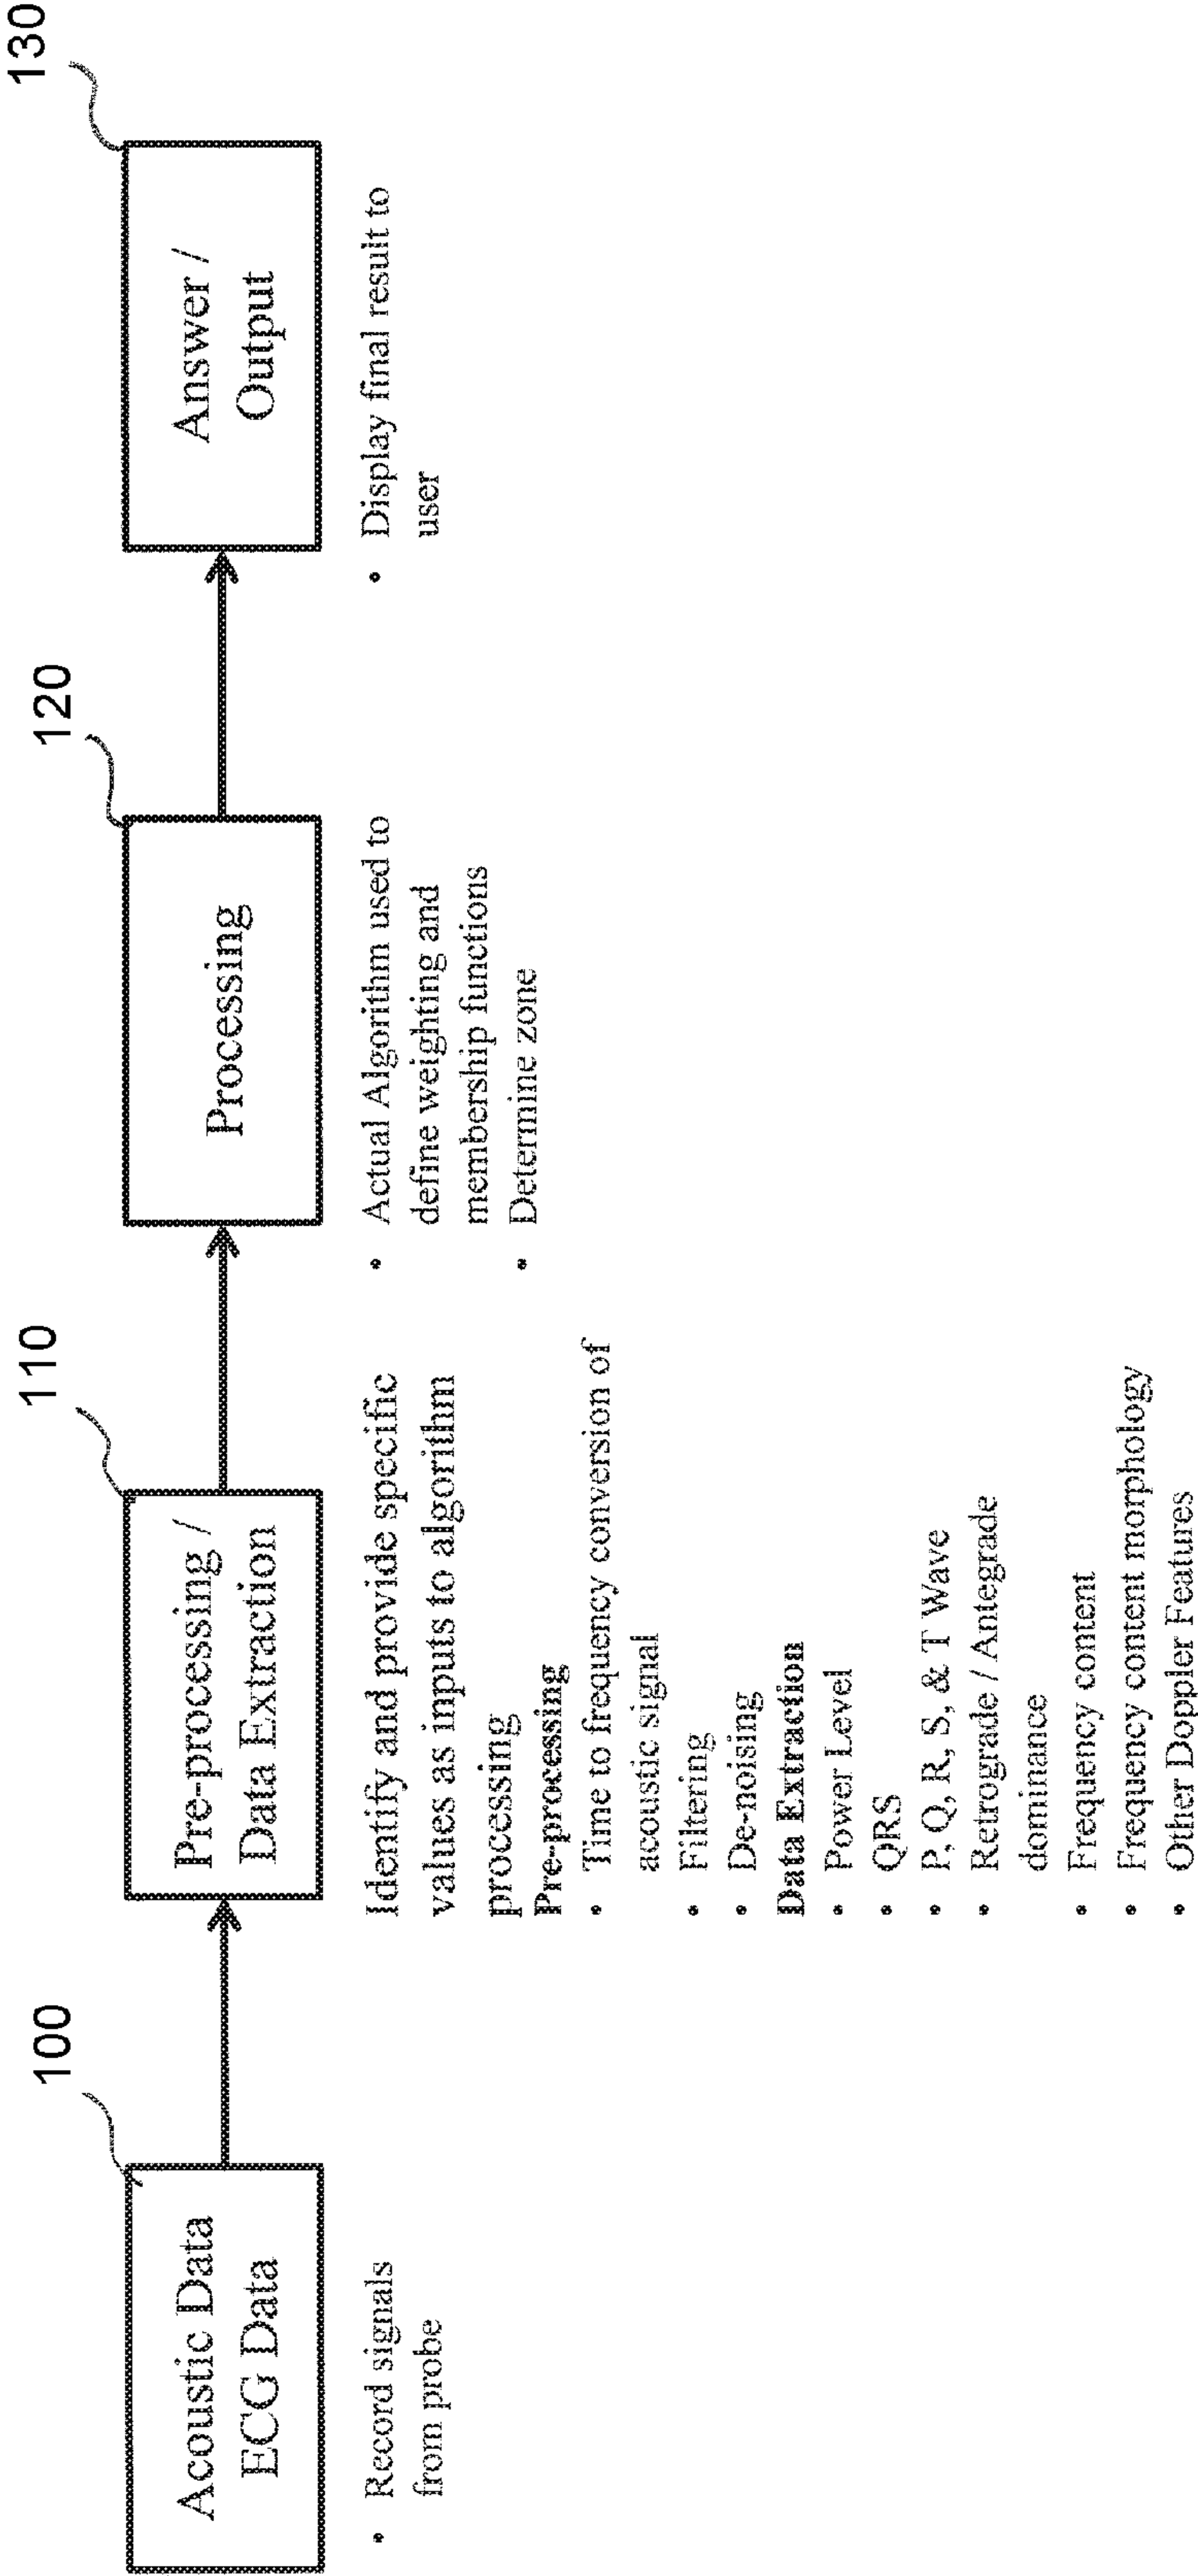 100
110
120
130
Acoustic Data
ECG Data
Pre-processing /
Data Extraction
Processing
Answer /
Output
• Record signals
from probe
Identify and provide specific
values as inputs to algorithm
processing
Pre-processing
• Time to frequency conversion of
acoustic signal
• Filtering
• De-noising
Data Extraction
• Power Level
• QRS
• P, Q, R, S, & T Wave
• Retrograde / Antegrade
dominance
• Frequency content
• Frequency content morphology
• Other Doppler Features
• Actual Algorithm used to
define weighting and
membership functions
• Determine zone
• Display final result to
user